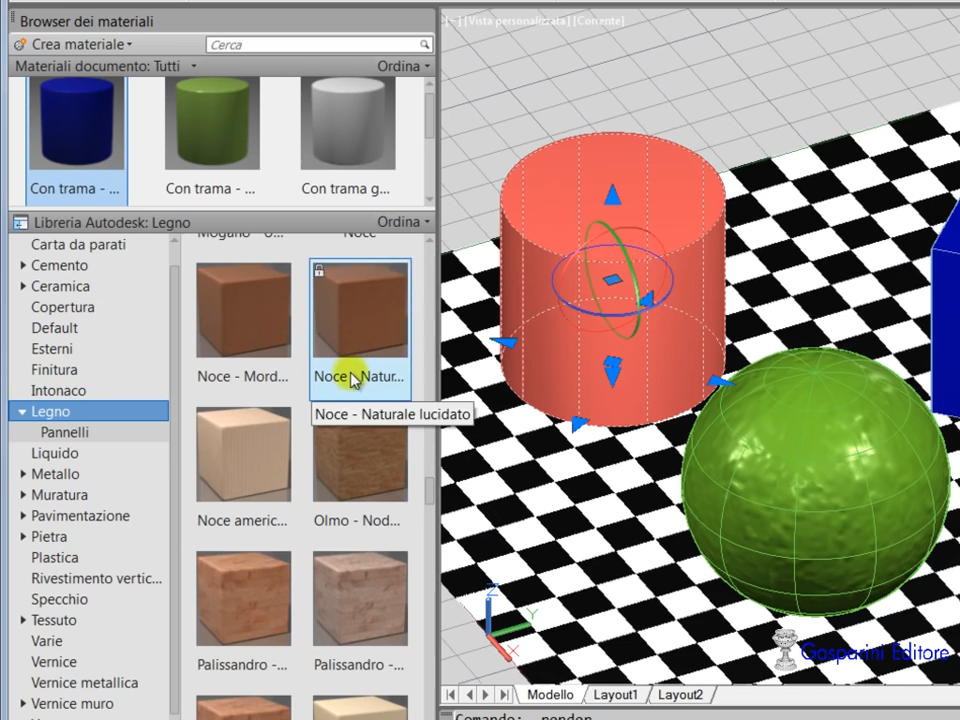 Browser dei materiali
Crea materiale
Cerca
Materiali documento: Tutti
Ordina
Con trama - ...
Con trama - ...
Con trama g...
Libreria Autodesk: Legno
Ordina
Carta da parati
Cemento
Ceramica
Copertura
Default
Esterni
Finitura
Intonaco
Legno
Pannelli
Liquido
Metallo
Muratura
Pavimentazione
Pietra
Plastica
Rivestimento vertic...
Specchio
Tessuto
Varie
Vernice
Vernice metallica
Vernice muro
Noce
Noce - Mord...
Noce - Natur...
Noce - Naturale lucidato
Noce americ...
Olmo - Nod...
Palissandro -...
Palissandro -...
[−][Vista personalizzata][Corrente]
Z
Y
X
Gasparini Editore
Modello
Layout1
Layout2
Comando: _render